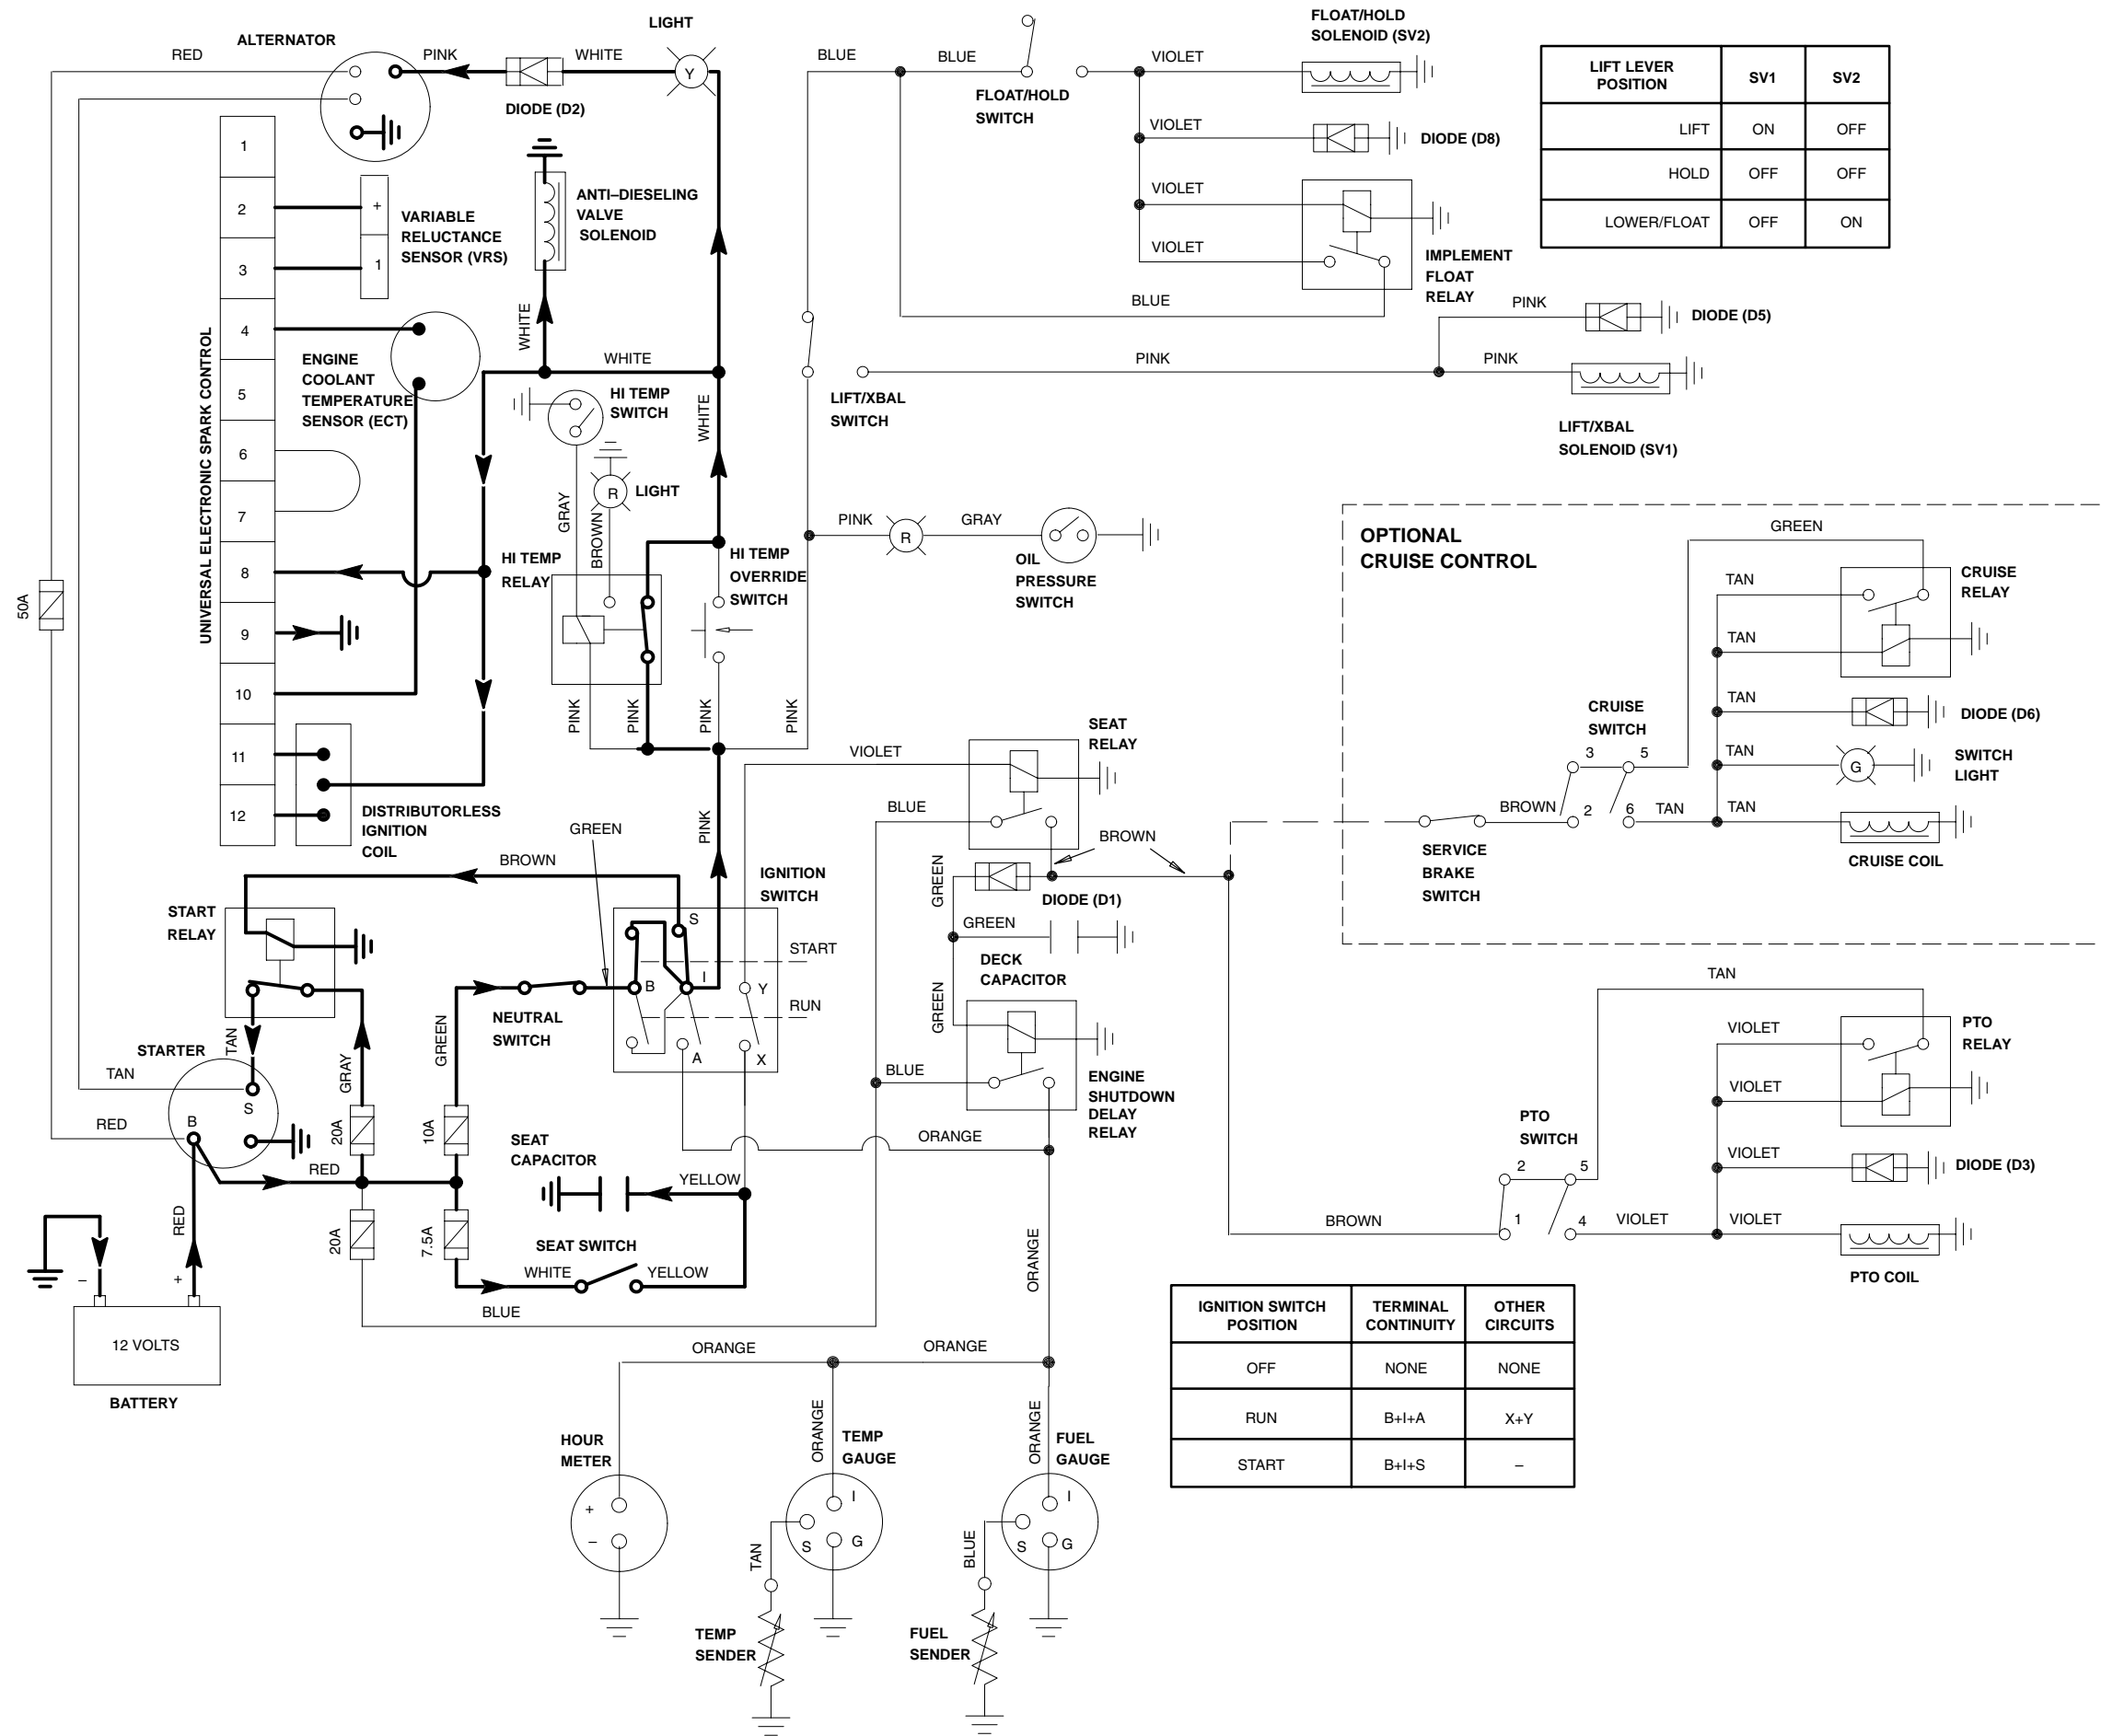 LIGHT
ALTERNATOR
RED
PINK
WHITE
Y
DIODE (D2)
1
2
3
4
5
6
7
8
9
10
11
12
UNIVERSAL ELECTRONIC SPARK CONTROL
+
1
VARIABLE
RELUCTANCE
SENSOR (VRS)
ANTI–DIESELING
VALVE
SOLENOID
WHITE
WHITE
ENGINE
COOLANT
TEMPERATURE
SENSOR (ECT)
HI TEMP
SWITCH
WHITE
GRAY
BROWN
R
LIGHT
HI TEMP
RELAY
HI TEMP
OVERRIDE
SWITCH
PINK
PINK
PINK
PINK
PINK
50A
DISTRIBUTORLESS
IGNITION
COIL
BLUE
BLUE
FLOAT/HOLD
SWITCH
VIOLET
FLOAT/HOLD
SOLENOID (SV2)
VIOLET
DIODE (D8)
VIOLET
VIOLET
IMPLEMENT
FLOAT
RELAY
BLUE
PINK
DIODE (D5)
PINK
PINK
LIFT/XBAL
SWITCH
LIFT/XBAL
SOLENOID (SV1)
LIFT LEVER
POSITION
SV1
SV2
LIFT
ON
OFF
HOLD
OFF
OFF
LOWER/FLOAT
OFF
ON
PINK
R
GRAY
OIL
PRESSURE
SWITCH
OPTIONAL
CRUISE CONTROL
GREEN
TAN
CRUISE
RELAY
TAN
TAN
DIODE (D6)
TAN
G
SWITCH
LIGHT
CRUISE
SWITCH
3
5
BROWN
2
6
TAN
TAN
SERVICE
BRAKE
SWITCH
CRUISE COIL
SEAT
RELAY
VIOLET
BLUE
GREEN
BROWN
BROWN
GREEN
DIODE (D1)
GREEN
DECK
CAPACITOR
GREEN
BLUE
ENGINE
SHUTDOWN
DELAY
RELAY
ORANGE
IGNITION
SWITCH
S
START
B
I
Y
RUN
A
X
START
RELAY
NEUTRAL
SWITCH
GREEN
STARTER
TAN
TAN
GRAY
S
B
RED
20A
10A
RED
20A
7.5A
SEAT
CAPACITOR
YELLOW
SEAT SWITCH
WHITE
YELLOW
BLUE
RED
–
+
12 VOLTS
BATTERY
ORANGE
ORANGE
ORANGE
TAN
VIOLET
PTO
RELAY
VIOLET
VIOLET
DIODE (D3)
PTO
SWITCH
2
5
BROWN
1
4
VIOLET
VIOLET
PTO COIL
IGNITION SWITCH
POSITION
TERMINAL
CONTINUITY
OTHER
CIRCUITS
OFF
NONE
NONE
RUN
B+I+A
X+Y
START
B+I+S
–
HOUR
METER
+
–
ORANGE
TEMP
GAUGE
I
S
G
TAN
TEMP
SENDER
ORANGE
FUEL
GAUGE
I
S
G
BLUE
FUEL
SENDER